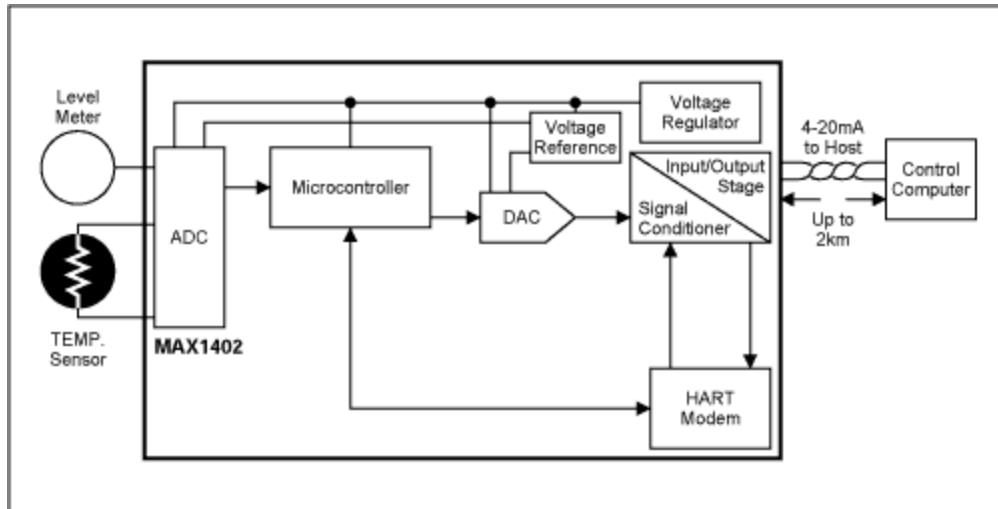 Level
Meter
TEMP.
Sensor
ADC
MAX1402
Microcontroller
DAC
Voltage
Reference
Voltage
Regulator
Input/Output
Stage
Signal
Conditioner
HART
Modem
4-20mA
to Host
Up to
2km
Control
Computer